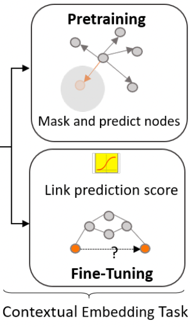 Pretraining
Mask and predict nodes
Link prediction score
?
Fine-Tuning
Contextual Embedding Task